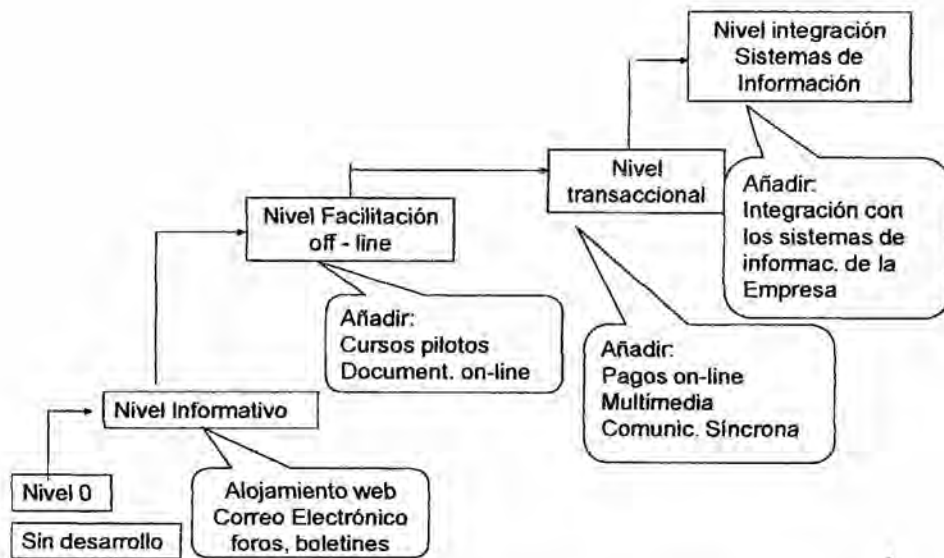 Nivel integración
Sistemas de
Información
Añadir:
Integración con
los sistemas de
informac. de la
Empresa
Nivel
transaccional
Añadir:
Pagos on-line
Multimedia
Comunic. Síncrona
Nivel Facilitación
off - line
Añadir:
Cursos pilotos
Document. on-line
Nivel Informativo
Alojamiento web
Correo Electrónico
foros, boletines
Nivel 0
Sin desarrollo